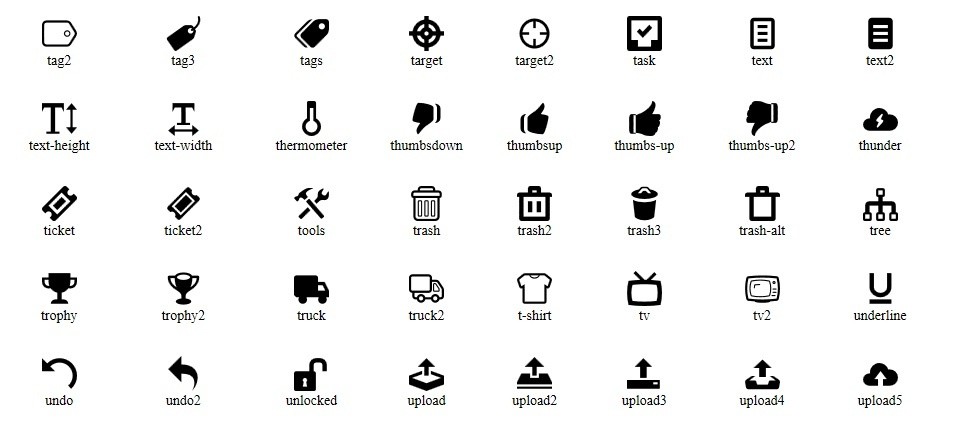 tag2 tag3 tags target target2 task text text2
text-height text-width thermometer thumbsdown thumbsup thumbs-up thumbs-up2 thunder
ticket ticket2 tools trash trash2 trash3 trash-alt tree
trophy trophy2 truck truck2 t-shirt tv tv2 underline
undo undo2 unlocked upload upload2 upload3 upload4 upload5